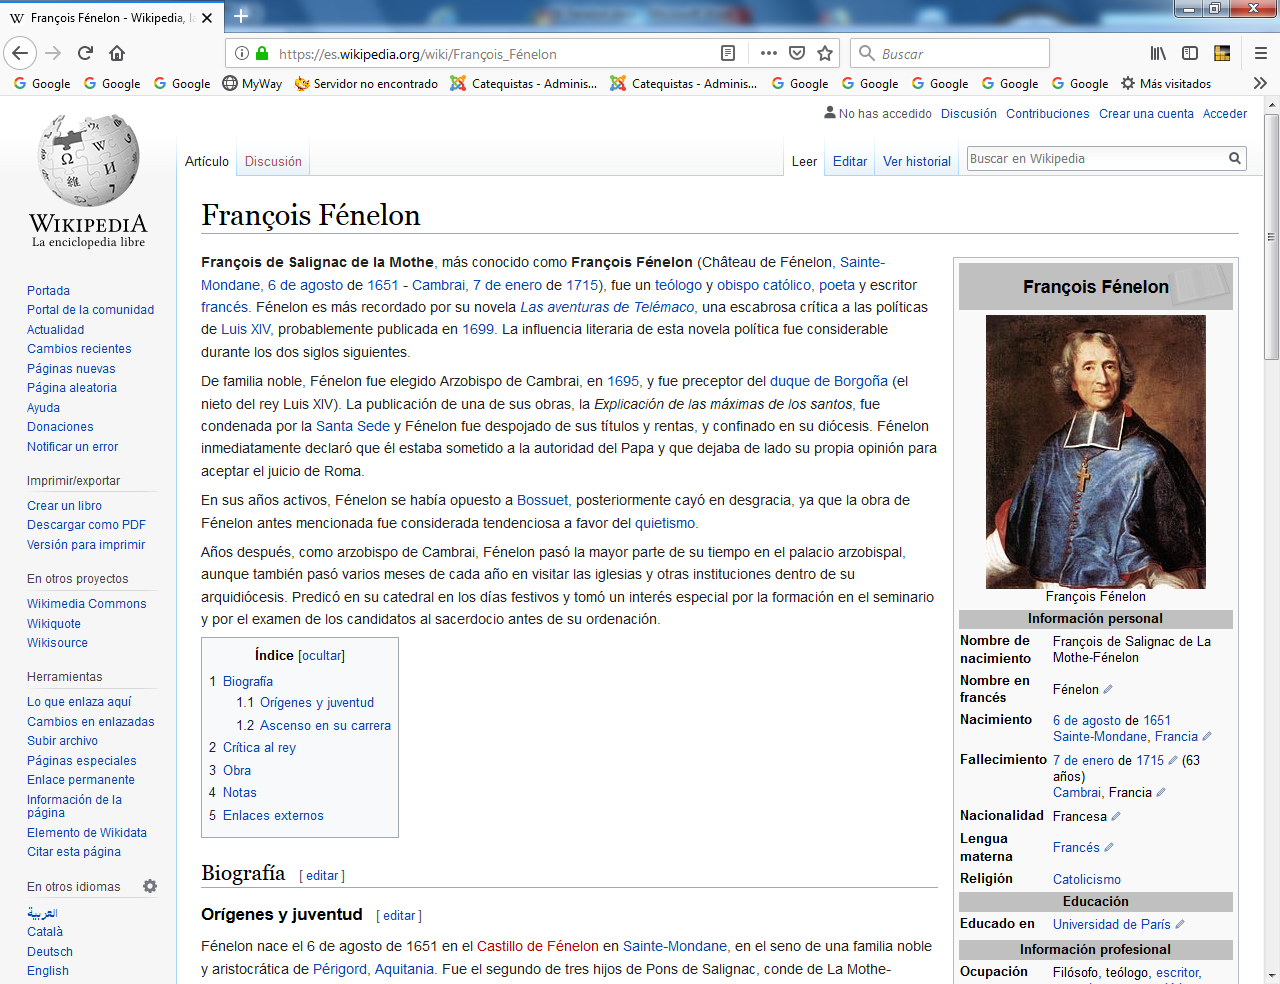 François Fénelon - Wikipedia, la
https://es.wikipedia.org/wiki/François_Fénelon
Buscar
Google
Google
Google
MyWay
Servidor no encontrado
Catequistas - Adminis...
Catequistas - Adminis...
Google
Google
Google
Google
Google
Más visitados
No has accedido Discusión Contribuciones Crear una cuenta Acceder
Artículo Discusión Leer Editar Ver historial Buscar en Wikipedia
WIKIPEDIA
La enciclopedia libre
Portada
Portal de la comunidad
Actualidad
Cambios recientes
Páginas nuevas
Página aleatoria
Ayuda
Donaciones
Notificar un error
Imprimir/exportar
Crear un libro
Descargar como PDF
Versión para imprimir
En otros proyectos
Wikimedia Commons
Wikiquote
Wikisource
Herramientas
Lo que enlaza aquí
Cambios en enlazadas
Subir archivo
Páginas especiales
Enlace permanente
Información de la
página
Elemento de Wikidata
Citar esta página
En otros idiomas
العربية
Català
Deutsch
English
François Fénelon
François de Salignac de la Mothe, más conocido como François Fénelon (Château de Fénelon, Sainte-
Mondane, 6 de agosto de 1651 - Cambrai, 7 de enero de 1715), fue un teólogo y obispo católico, poeta y escritor
francés. Fénelon es más recordado por su novela Las aventuras de Telémaco, una escabrosa crítica a las políticas
de Luis XIV, probablemente publicada en 1699. La influencia literaria de esta novela política fue considerable
durante los dos siglos siguientes.
De familia noble, Fénelon fue elegido Arzobispo de Cambrai, en 1695, y fue preceptor del duque de Borgoña (el
nieto del rey Luis XIV). La publicación de una de sus obras, la Explicación de las máximas de los santos, fue
condenada por la Santa Sede y Fénelon fue despojado de sus títulos y rentas, y confinado en su diócesis. Fénelon
inmediatamente declaró que él estaba sometido a la autoridad del Papa y que dejaba de lado su propia opinión para
aceptar el juicio de Roma.
En sus años activos, Fénelon se había opuesto a Bossuet, posteriormente cayó en desgracia, ya que la obra de
Fénelon antes mencionada fue considerada tendenciosa a favor del quietismo.
Años después, como arzobispo de Cambrai, Fénelon pasó la mayor parte de su tiempo en el palacio arzobispal,
aunque también pasó varios meses de cada año en visitar las iglesias y otras instituciones dentro de su
arquidiócesis. Predicó en su catedral en los días festivos y tomó un interés especial por la formación en el seminario
y por el examen de los candidatos al sacerdocio antes de su ordenación.
Índice [ocultar]
1 Biografía
1.1 Orígenes y juventud
1.2 Ascenso en su carrera
2 Crítica al rey
3 Obra
4 Notas
5 Enlaces externos
Biografía [ editar ]
Orígenes y juventud [ editar ]
Fénelon nace el 6 de agosto de 1651 en el Castillo de Fénelon en Sainte-Mondane, en el seno de una familia noble
y aristocrática de Périgord, Aquitania. Fue el segundo de tres hijos de Pons de Salignac, conde de La Mothe-
François Fénelon
François Fénelon
Información personal
Nombre de nacimiento François de Salignac de La Mothe-Fénelon
Nombre en francés Fénelon
Nacimiento 6 de agosto de 1651
Sainte-Mondane, Francia
Fallecimiento 7 de enero de 1715 (63 años)
Cambrai, Francia
Nacionalidad Francesa
Lengua materna Francés
Religión Catolicismo
Educación
Educado en Universidad de París
Información profesional
Ocupación Filósofo, teólogo, escritor,